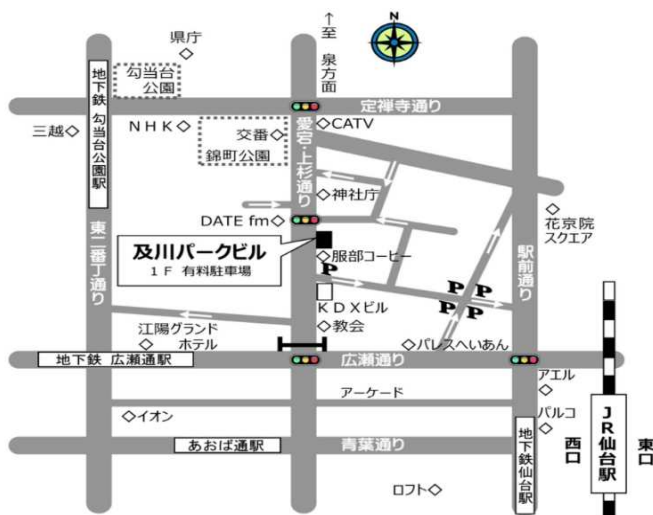 N
↑至 泉方面
県庁
勾当台
公園
地下鉄 勾当台公園駅
定禅寺通り
三越◇
NHK◇
交番◇
錦町公園
◇CATV
愛宕・上杉通り
◇神社庁
DATE fm◇
花京院
スクエア
及川パークビル
1F 有料駐車場
◇服部コーヒー
P
東二番丁通り
駅前通り
P P
P P
KDXビル
◇教会
江陽グランド
ホテル
◇パレスへいあん
地下鉄 広瀬通駅
広瀬通り
アエル
アーケード
◇イオン
パルコ
あおば通駅
青葉通り
地下鉄仙台駅
西口
JR仙台駅
東口
ロフト◇